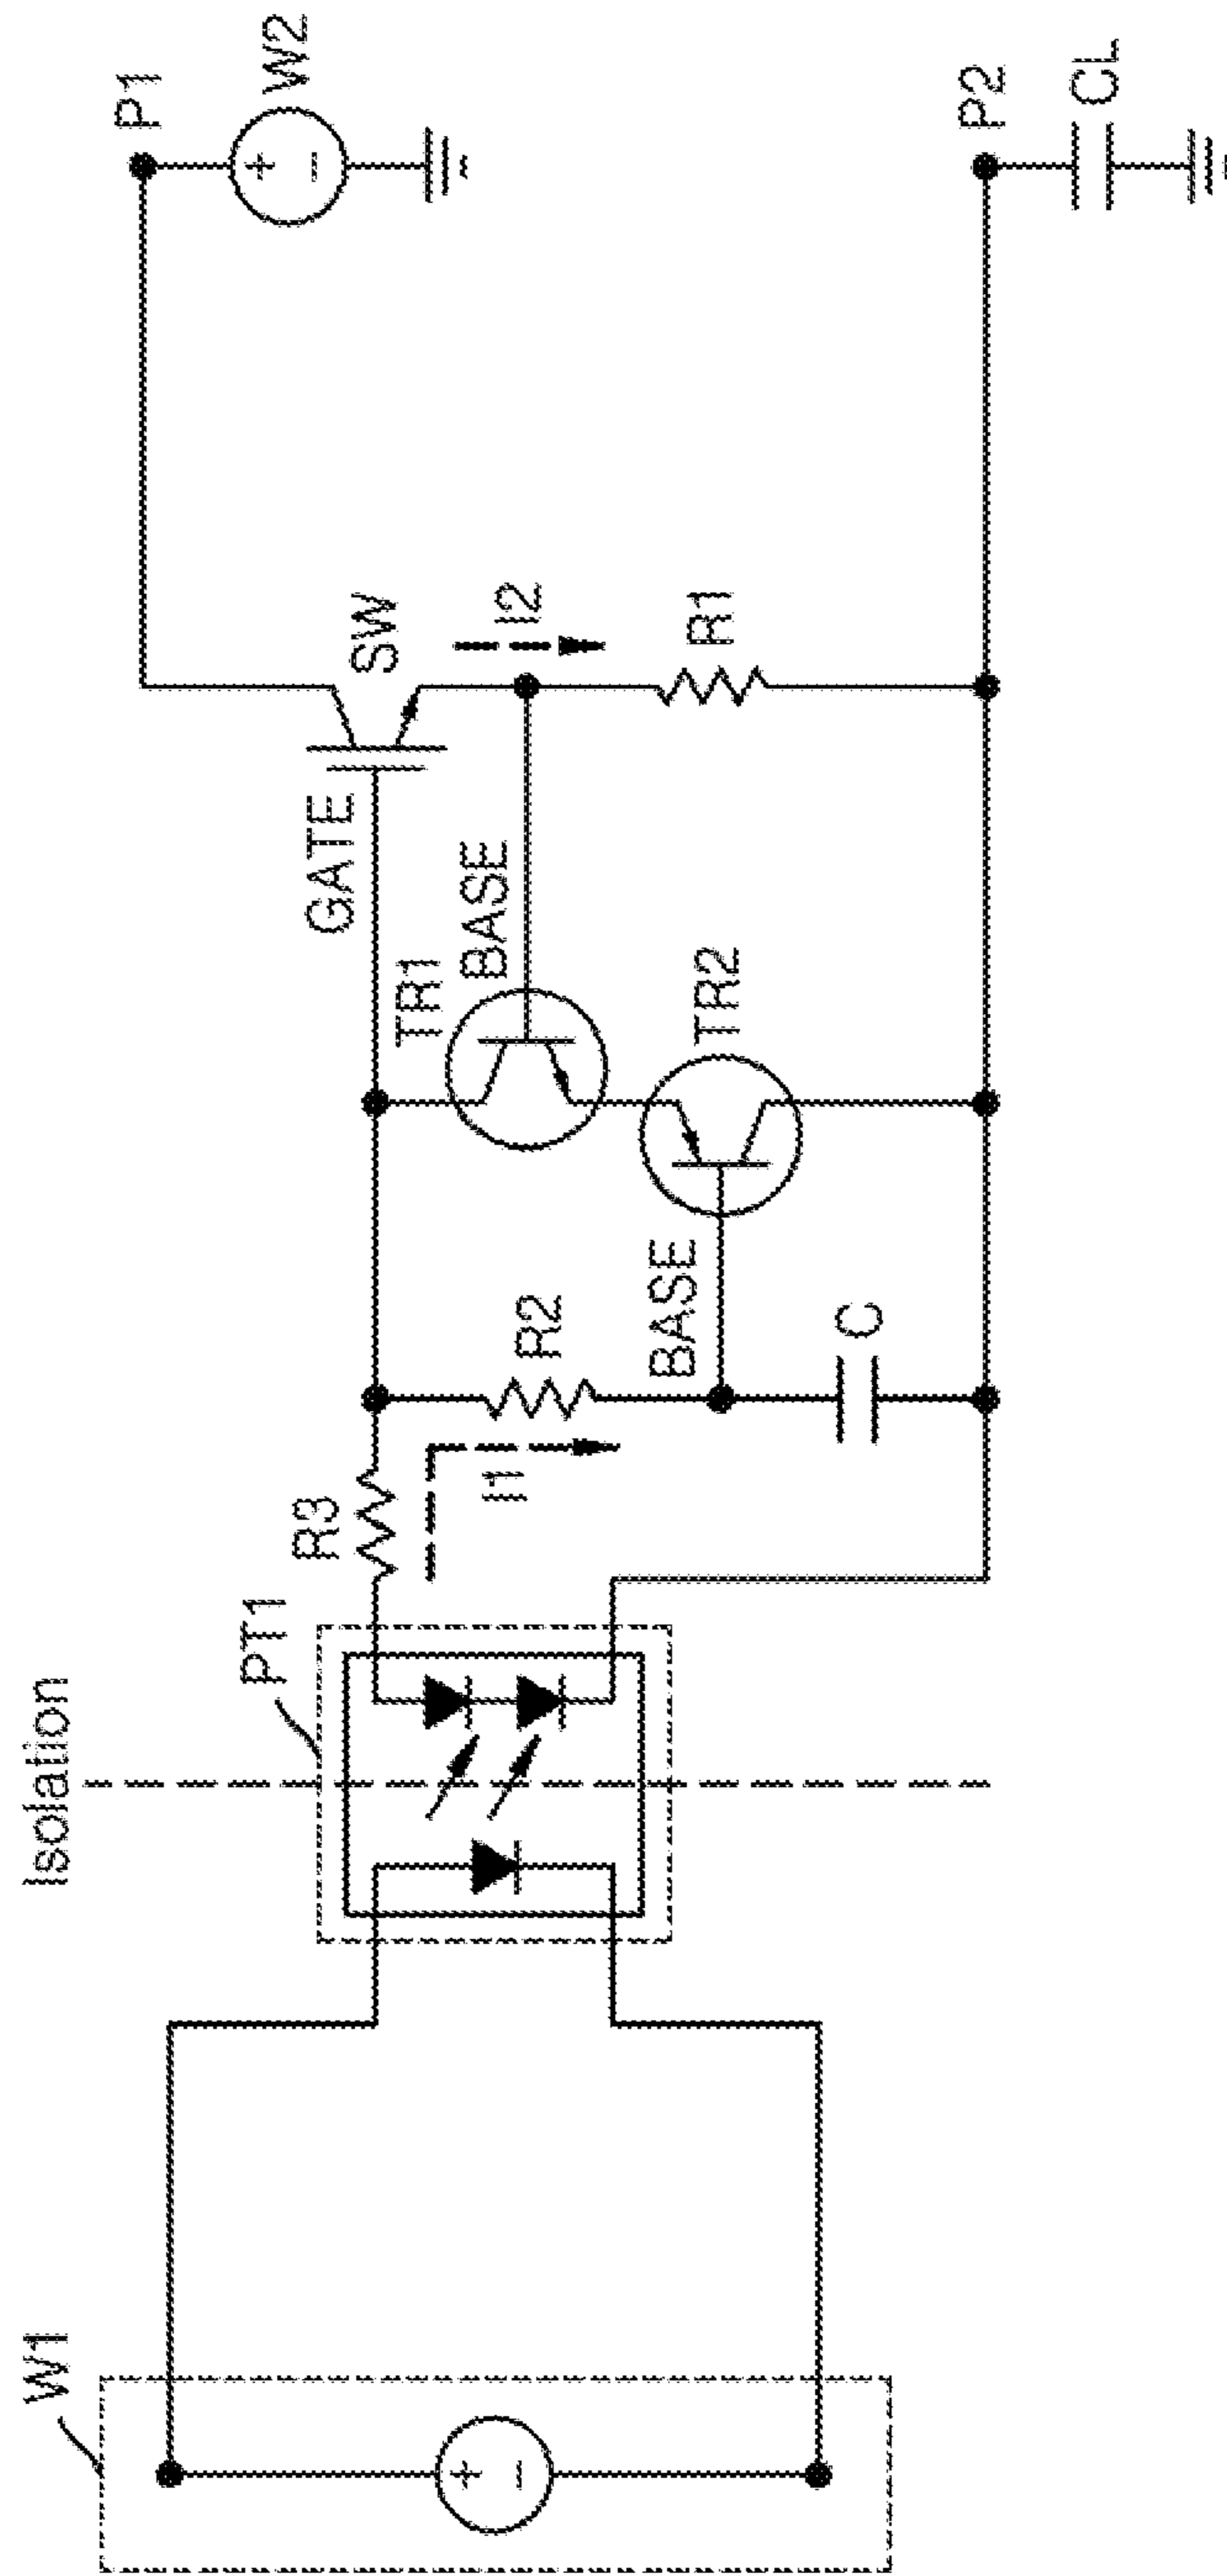 W1
Isolation
PT1
R3
I1
R2
C
BASE
TR2
TR1
BASE
GATE
SW
I2
R1
P1
W2
P2
CL